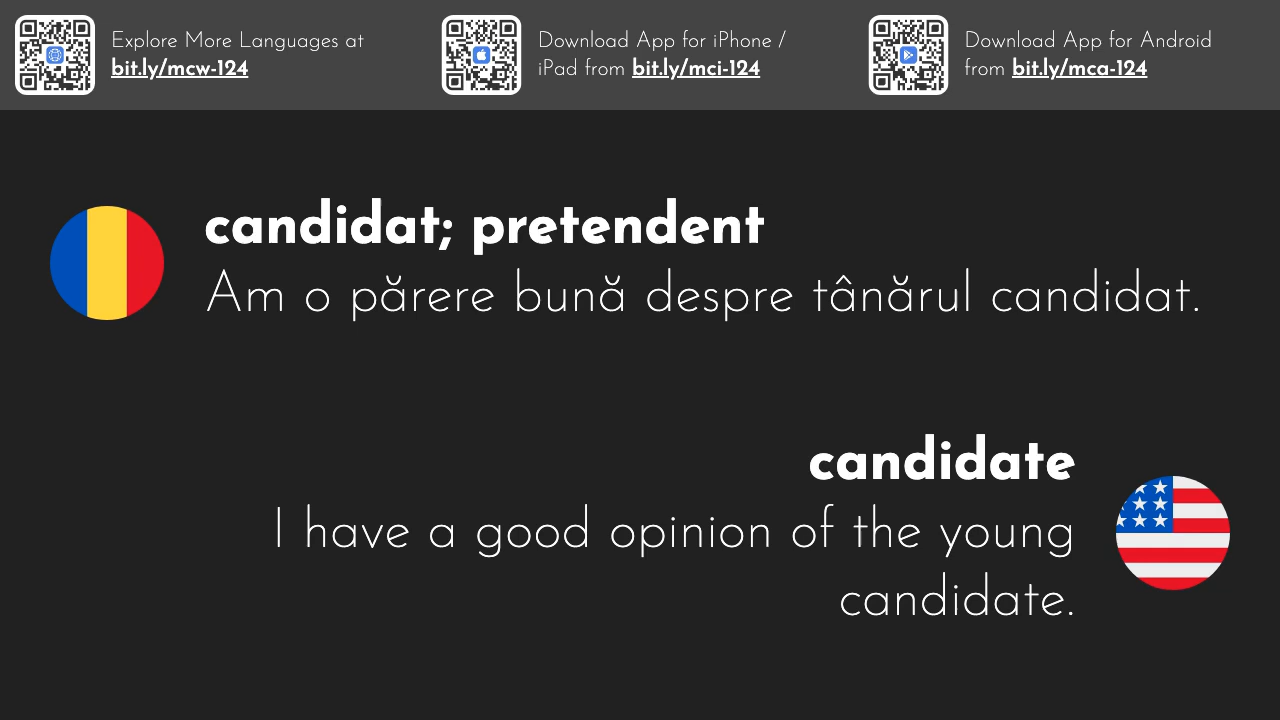 Explore More Languages at
bit.ly/mcw-124
Download App for iPhone /
iPad from bit.ly/mci-124
Download App for Android
from bit.ly/mca-124
candidat; pretendent
Am o părere bună despre tânărul candidat.
candidate
I have a good opinion of the young
candidate.